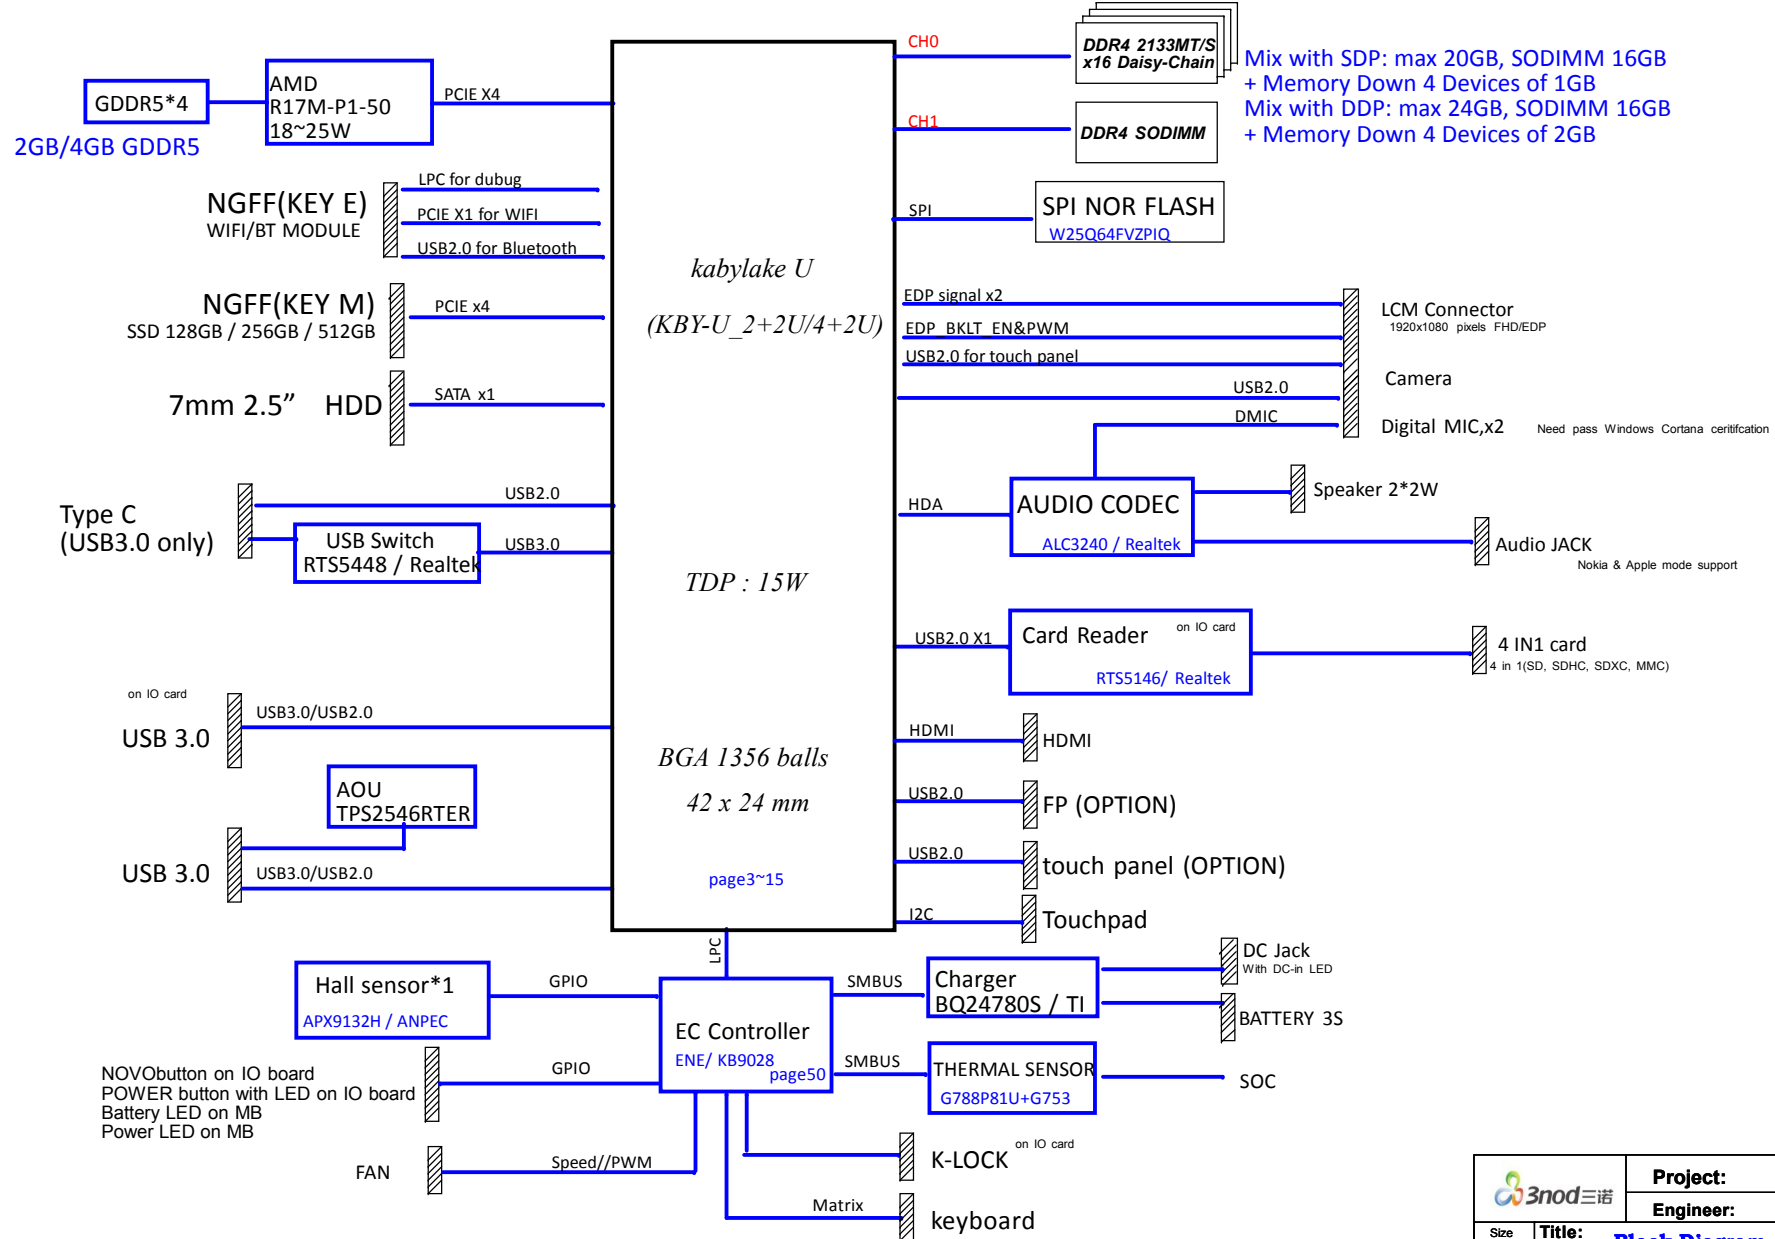 CH0
DDR4 2133MT/S
x16 Daisy-Chain
Mix with SDP: max 20GB, SODIMM 16GB
+ Memory Down 4 Devices of 1GB
Mix with DDP: max 24GB, SODIMM 16GB
+ Memory Down 4 Devices of 2GB
CH1
DDR4 SODIMM
GDDR5*4
2GB/4GB GDDR5
AMD
R17M-P1-50
18~25W
PCIE X4
NGFF(KEY E)
WIFI/BT MODULE
LPC for dubug
PCIE X1 for WIFI
USB2.0 for Bluetooth
SPI
SPI NOR FLASH
W25Q64FVZPIQ
NGFF(KEY M)
SSD 128GB / 256GB / 512GB
PCIE x4
7mm 2.5” HDD
SATA x1
kabylake U
(KBY-U_2+2U/4+2U)
TDP : 15W
BGA 1356 balls
42 x 24 mm
page3~15
EDP signal x2
EDP_BKLT_EN&PWM
USB2.0 for touch panel
USB2.0
DMIC
LCM Connector
1920x1080 pixels FHD/EDP
Camera
Digital MIC,x2
Need pass Windows Cortana ceritifcation
Type C
(USB3.0 only)
USB2.0
USB Switch
RTS5448 / Realtek
USB3.0
HDA
AUDIO CODEC
ALC3240 / Realtek
Speaker 2*2W
Audio JACK
Nokia & Apple mode support
USB2.0 X1
Card Reader
on IO card
RTS5146/ Realtek
4 IN1 card
4 in 1(SD, SDHC, SDXC, MMC)
on IO card
USB 3.0
USB3.0/USB2.0
AOU
TPS2546RTER
USB 3.0
USB3.0/USB2.0
HDMI
HDMI
USB2.0
FP (OPTION)
USB2.0
touch panel (OPTION)
I2C
Touchpad
LPC
Hall sensor*1
APX9132H / ANPEC
GPIO
EC Controller
ENE/ KB9028
page50
SMBUS
Charger
BQ24780S / TI
DC Jack
With DC-in LED
BATTERY 3S
NOVObutton on IO board
POWER button with LED on IO board
Battery LED on MB
Power LED on MB
GPIO
SMBUS
THERMAL SENSOR
G788P81U+G753
SOC
FAN
Speed//PWM
K-LOCK
on IO card
Matrix
keyboard
3nod三诺
Project:
Engineer:
Size
Title:
Block Diagram